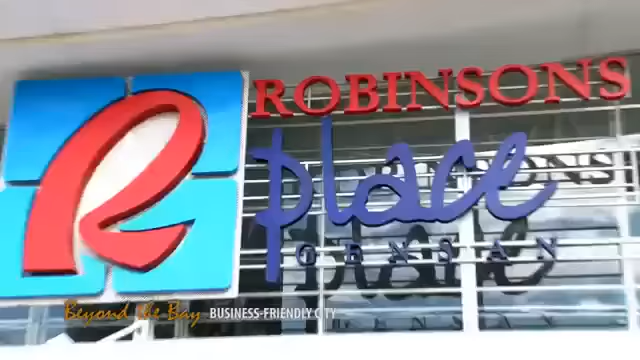 R
ROBINSONS
place
GENSAN
Beyond the Bay BUSINESS-FRIENDLY CITY